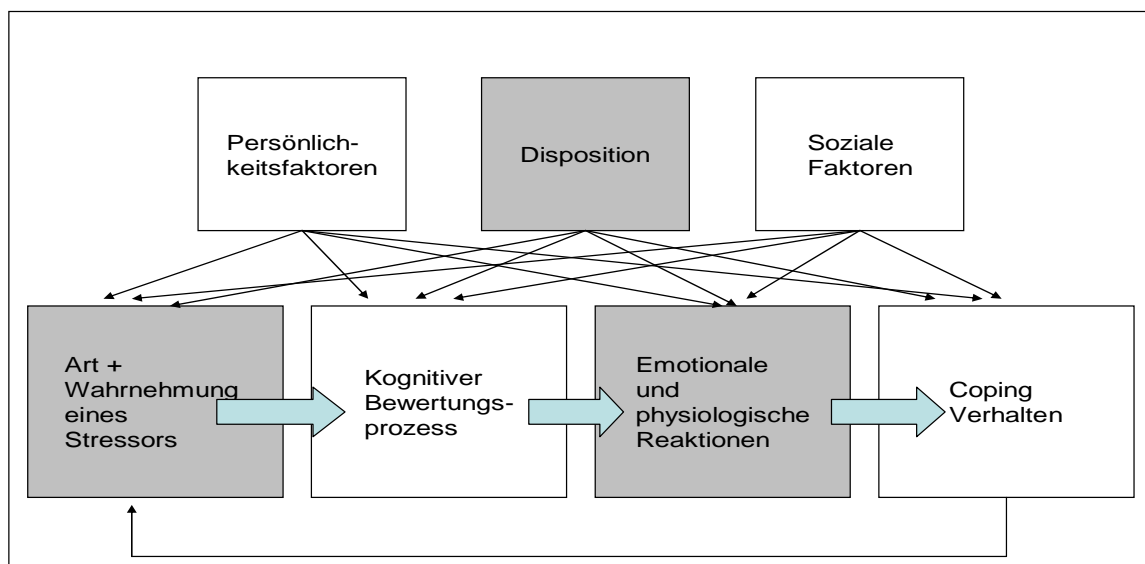 Persönlich-
keitsfaktoren
Disposition
Soziale
Faktoren
Art +
Wahrnehmung
eines
Stressors
Kognitiver
Bewertungs-
prozess
Emotionale
und
physiologische
Reaktionen
Coping
Verhalten